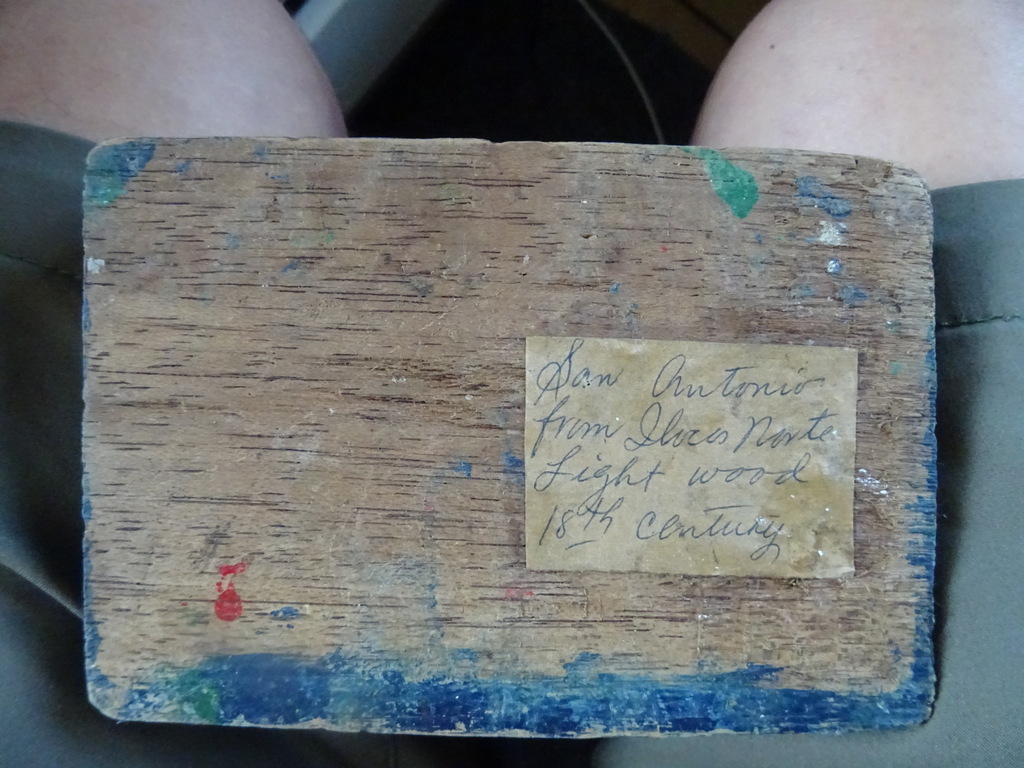 San Antonio
from Ilocos Norte
Light wood
18th century